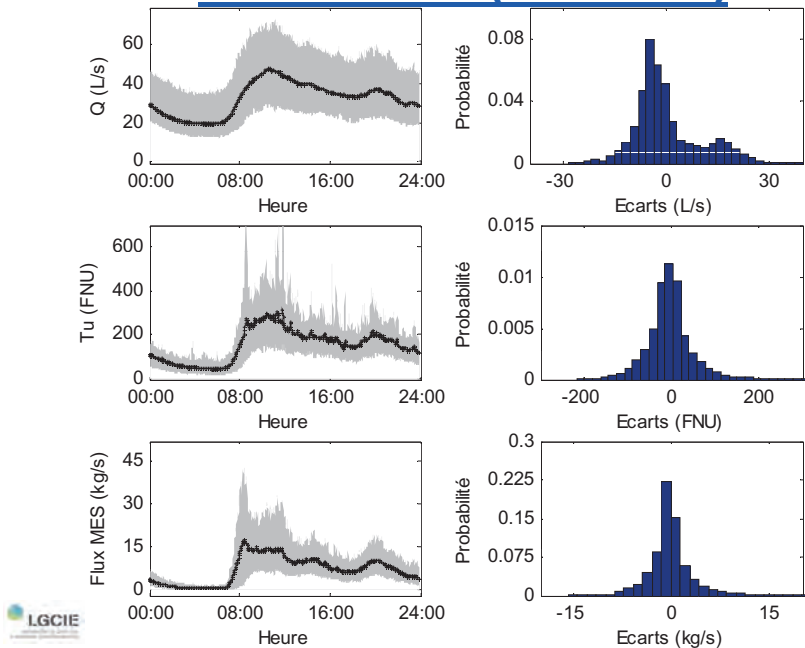 60
40
20
0
00:00 08:00 16:00 24:00
Q (L/s)
Heure
0.08
0.04
0
-30 0 30
Probabilité
Ecarts (L/s)
600
400
200
0
00:00 08:00 16:00 24:00
Tu (FNU)
Heure
0.015
0.01
0.005
0
-200 0 200
Probabilité
Ecarts (FNU)
45
30
15
0
00:00 08:00 16:00 24:00
Flux MES (kg/s)
Heure
0.3
0.225
0.15
0.075
0
-15 0 15
Probabilité
Ecarts (kg/s)
LGCIE